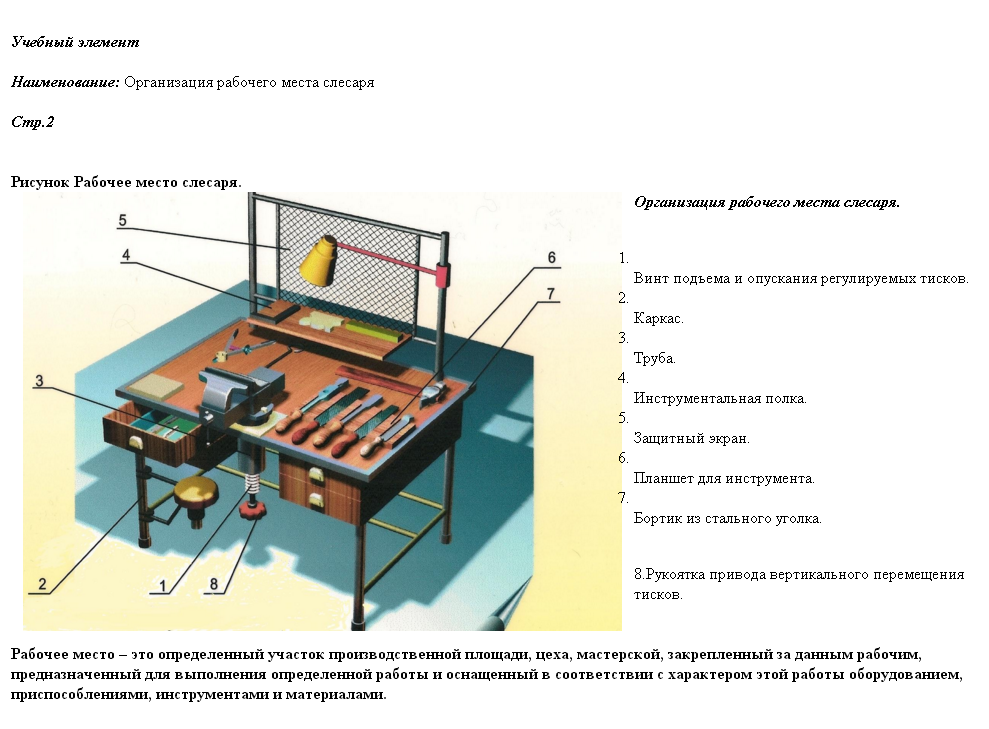 Учебный элемент
Наименование: Организация рабочего места слесаря
Стр.2
Рисунок Рабочее место слесаря.
5
4
3
2
1
8
6
7
Организация рабочего места слесаря.
1.
Винт подъема и опускания регулируемых тисков.
2.
Каркас.
3.
Труба.
4.
Инструментальная полка.
5.
Защитный экран.
6.
Планшет для инструмента.
7.
Бортик из стального уголка.
8.Рукоятка привода вертикального перемещения
тисков.
Рабочее место – это определенный участок производственной площади, цеха, мастерской, закрепленный за данным рабочим,
предназначенный для выполнения определенной работы и оснащенный в соответствии с характером этой работы оборудованием,
приспособлениями, инструментами и материалами.